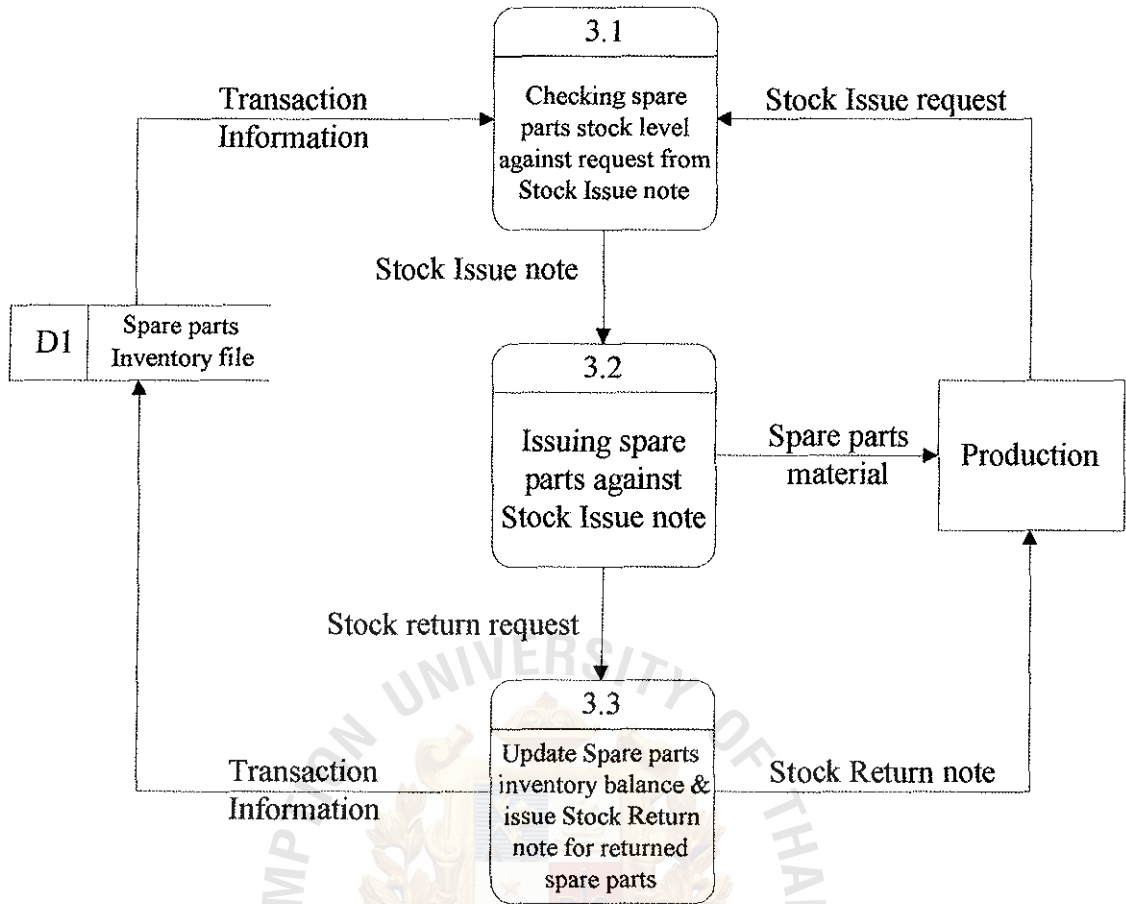 3.1
Checking spare
parts stock level
against request from
Stock Issue note
Transaction
Information
Stock Issue request
Stock Issue note
D1
Spare parts
Inventory file
3.2
Issuing spare
parts against
Stock Issue note
Spare parts
material
Production
Stock return request
3.3
Update Spare parts
inventory balance &
issue Stock Return
note for returned
spare parts
Transaction
Information
Stock Return note
UNIVERSITY OF